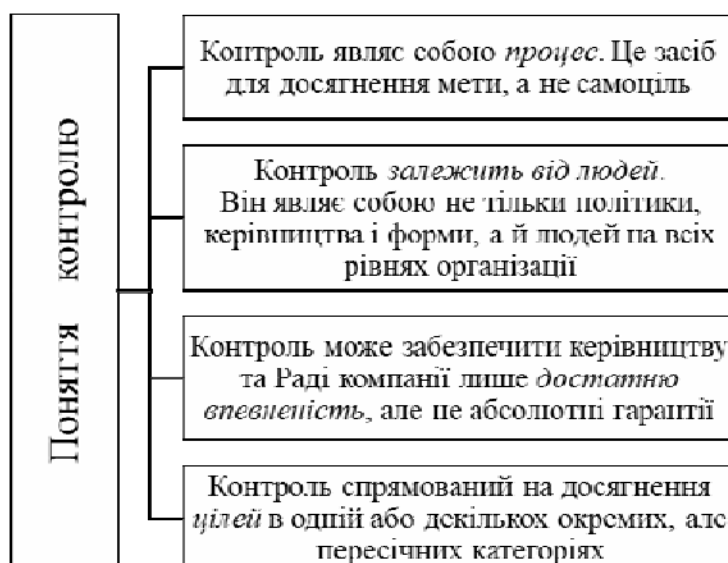 Поняття контролю
Контроль являє собою процес. Це засіб
для досягнення мети, а не самоціль
Контроль залежить від людей.
Він являє собою не тільки політики,
керівництва і форми, а й людей на всіх
рівнях організації
Контроль може забезпечити керівництву
та Раді компанії лише достатню
впевненість, але не абсолютні гарантії
Контроль спрямований на досягнення
цілей в одній або декількох окремих, але
пересічних категоріях